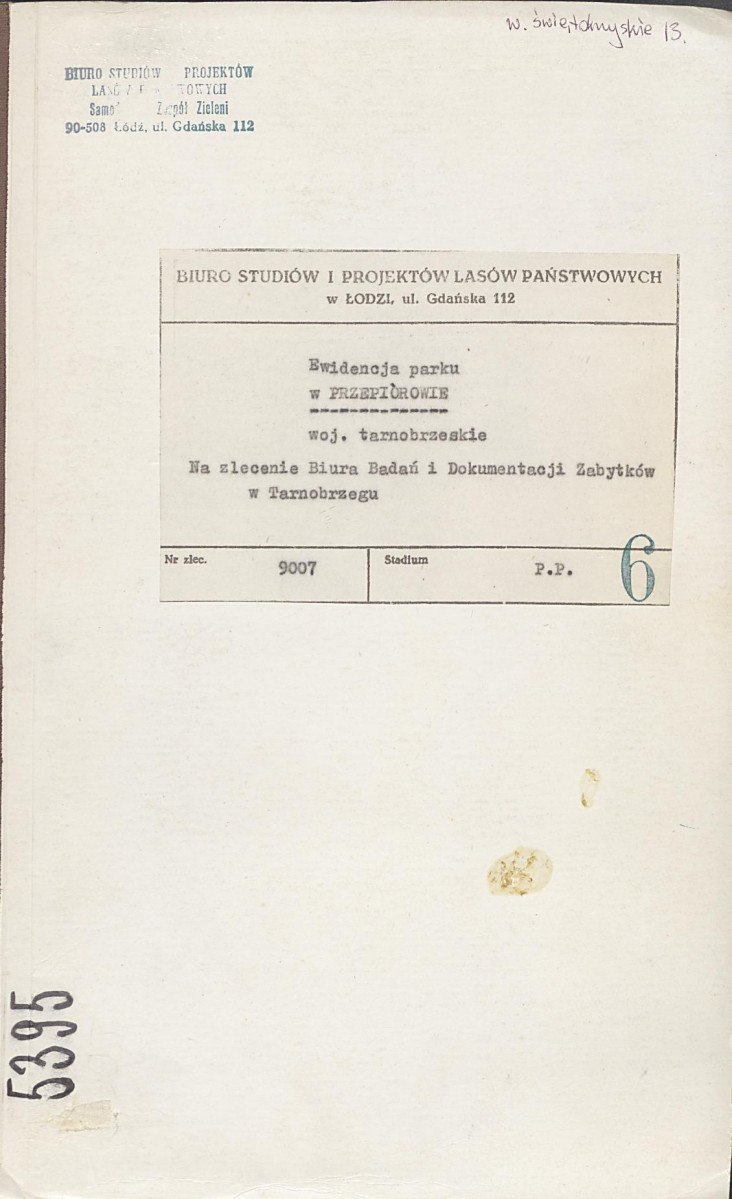 w. świętokrzyskie 13.
BIURO STUDIÓW PROJEKTÓW
Zespół Zieleni
90-508 Łódź, ul. Gdańska 112
BIURO STUDIÓW I PROJEKTÓW LASÓW PAŃSTWOWYCH
w ŁODZI, ul. Gdańska 112
Ewidencja parku
w PRZEPIÓROWIE
woj. tarnobrzeskie
Na zlecenie Biura Badań i Dokumentacji Zabytków
w Tarnobrzegu
Nr zlec. 9007 Stadium P.P. 6
5395